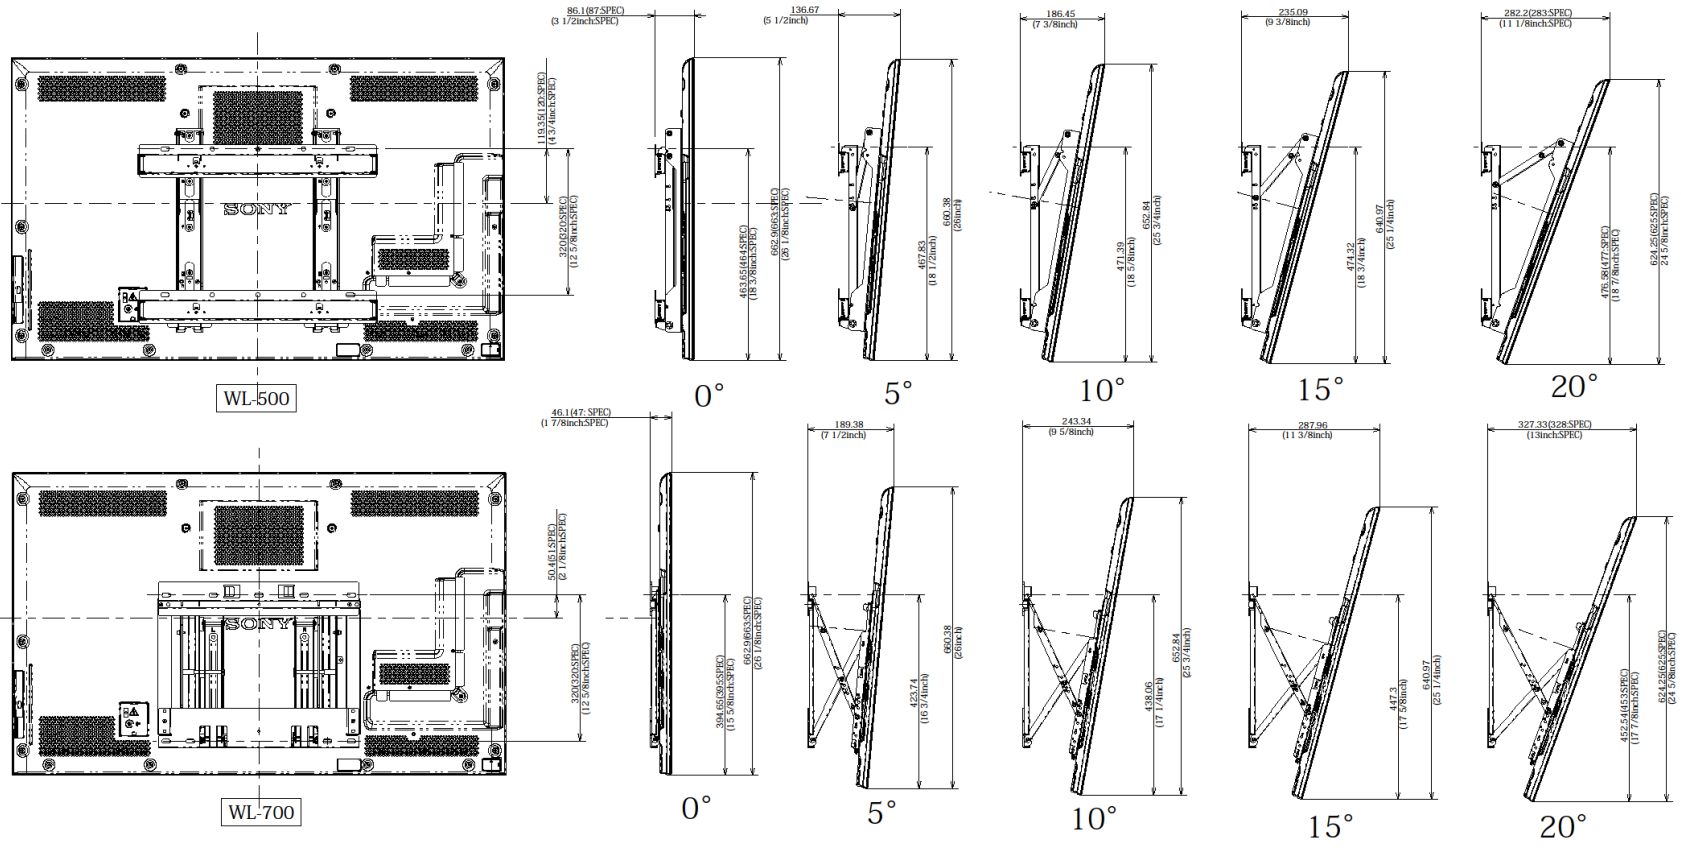 86.1(87:SPEC)
(3 1/2inch:SPEC)
136.67
(5 1/2inch)
186.45
(7 3/8inch)
235.09
(9 3/8inch)
282.2(283:SPEC)
(11 1/8inch:SPEC)
119.35(120:SPEC)
(4 3/4inch:SPEC)
320(320:SPEC)
(12 5/8inch:SPEC)
SONY
463.65(464:SPEC)
(18 3/8inch:SPEC)
662.9(663:SPEC)
(26 1/8inch:SPEC)
467.83
(18 1/2inch)
660.38
(26inch)
471.39
(18 5/8inch)
652.84
(25 3/4inch)
474.32
(18 3/4inch)
640.97
(25 1/4inch)
476.58(477:SPEC)
(18 7/8inch:SPEC)
624.25(625:SPEC)
24 5/8inch:SPEC)
WL-500
0°
5°
10°
15°
20°
46.1(47: SPEC)
(1 7/8inch:SPEC)
189.38
(7 1/2inch)
243.34
(9 5/8inch)
287.96
(11 3/8inch)
327.33(328:SPEC)
(13inch:SPEC)
50.4(51:SPEC)
(2 1/8inch:SPEC)
320(320:SPEC)
(12 5/8inch:SPEC)
SONY
394.65(395:SPEC)
(15 5/8inch:SPEC)
662.9(663:SPEC)
(26 1/8inch:SPEC)
423.74
(16 3/4inch)
660.38
(26inch)
438.06
(17 1/4inch)
652.84
(25 3/4inch)
447.3
(17 5/8inch)
640.97
(25 1/4inch)
452.54(453:SPEC)
(17 7/8inch:SPEC)
624.25(625:SPEC)
(24 5/8inch:SPEC)
WL-700
0°
5°
10°
15°
20°